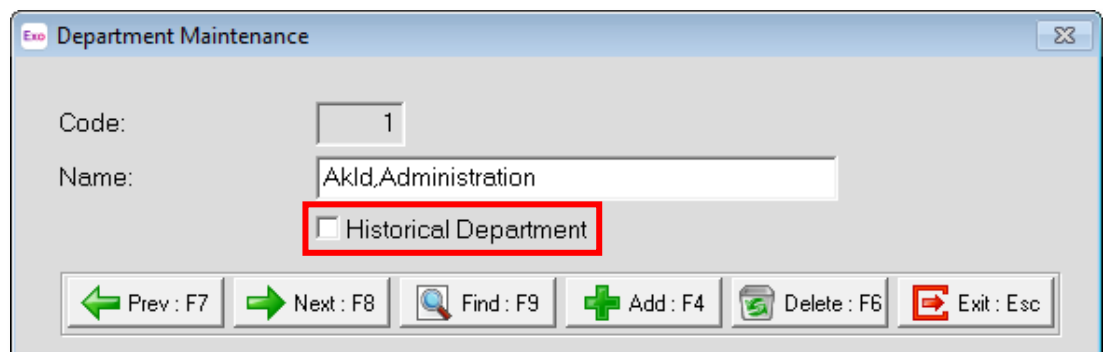 Exo Department Maintenance
Code: 1
Name: Akld,Administration
Historical Department
Prev : F7 Next : F8 Find : F9 Add : F4 Delete : F6 Exit : Esc